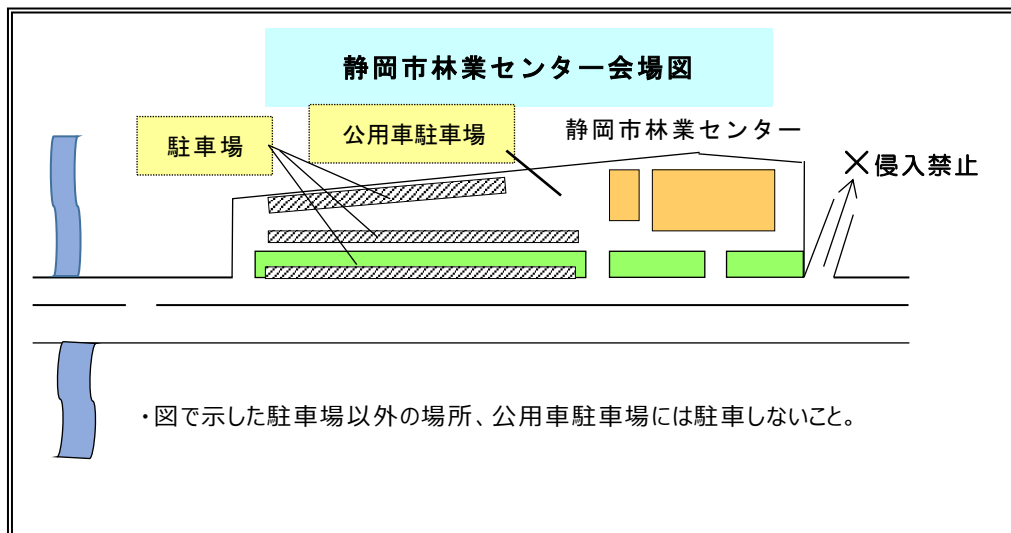 静岡市林業センター会場図
駐車場
公用車駐車場
静岡市林業センター
×侵入禁止
・図で示した駐車場以外の場所、公用車駐車場には駐車しないこと。